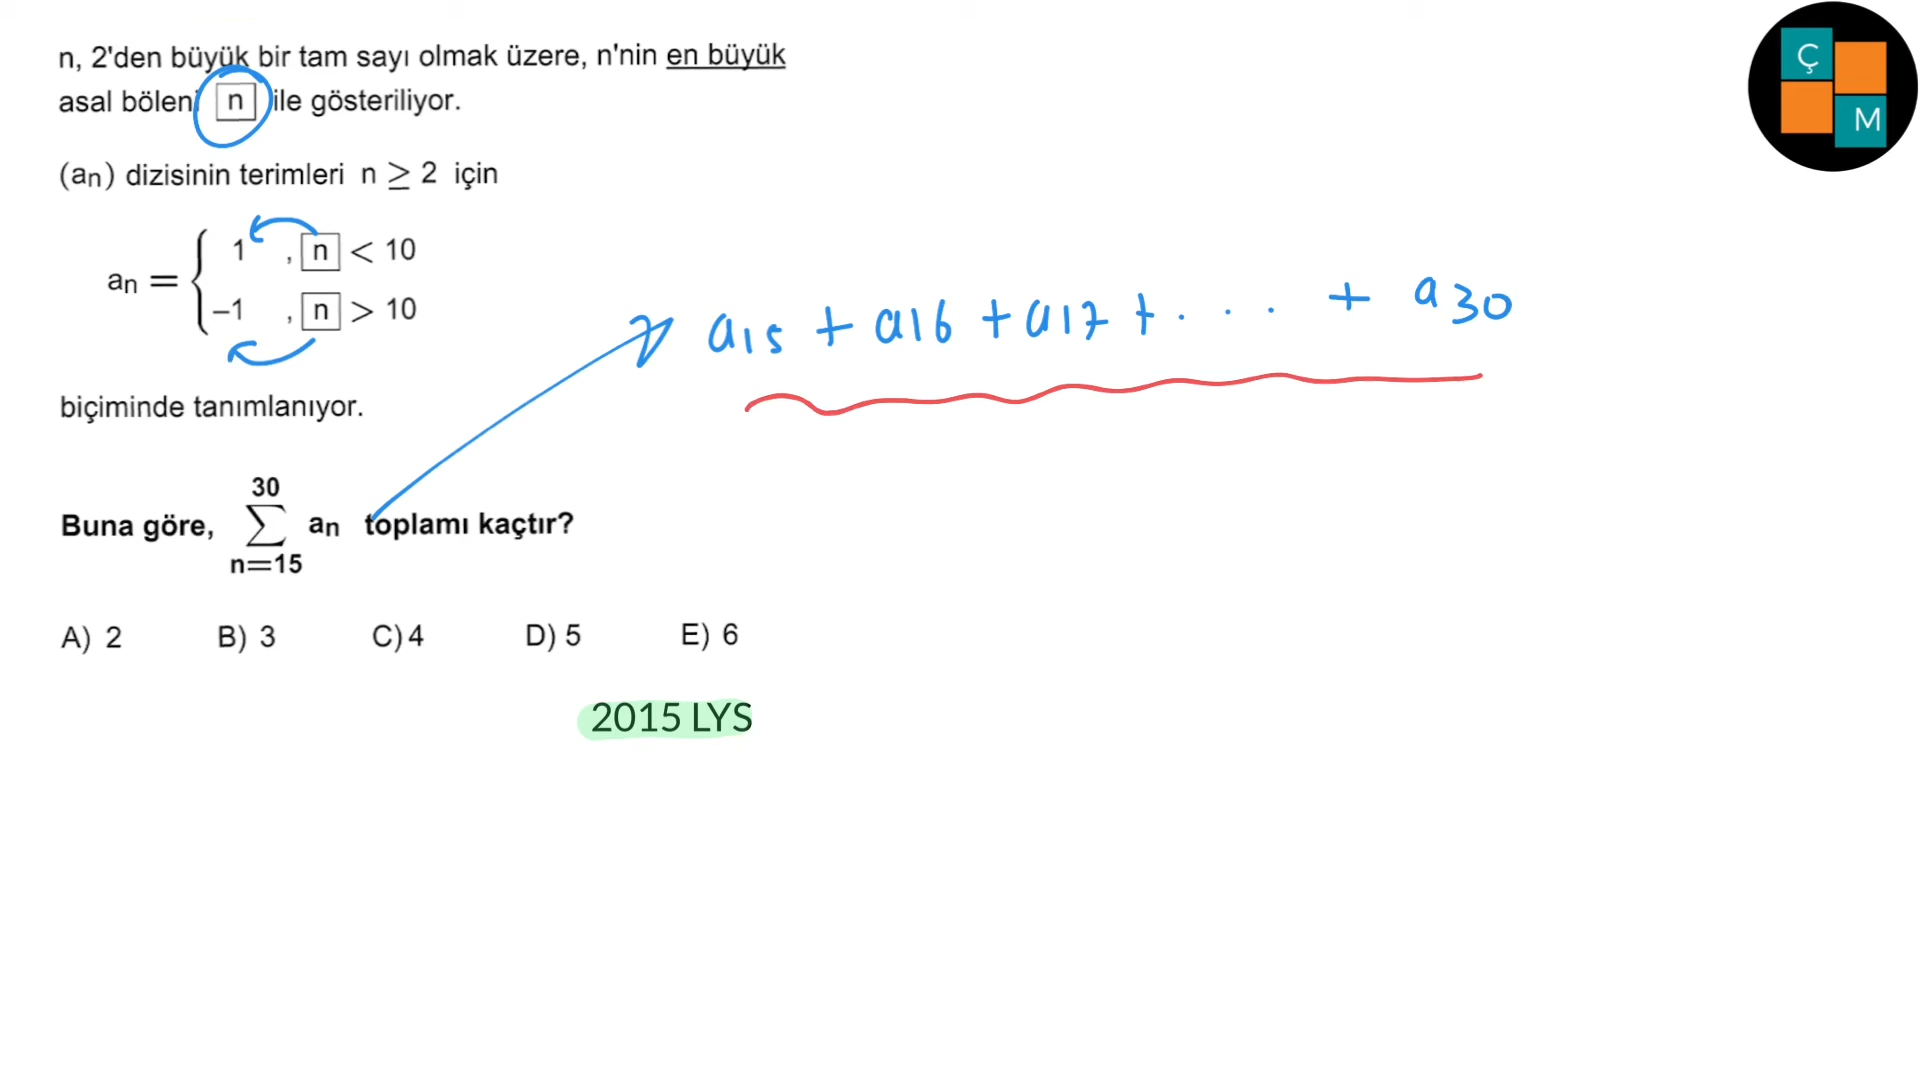 n, 2'den büyük bir tam sayı olmak üzere, n'nin en büyük
asal böleni n ile gösteriliyor.
Ç
M
(an) dizisinin terimleri n ≥ 2 için
an = { 1 , n < 10
–1 , n > 10
a15 + a16 + a17 + . . . + a30
biçiminde tanımlanıyor.
30
Buna göre, ∑ an toplamı kaçtır?
n=15
A) 2 B) 3 C) 4 D) 5 E) 6
2015 LYS